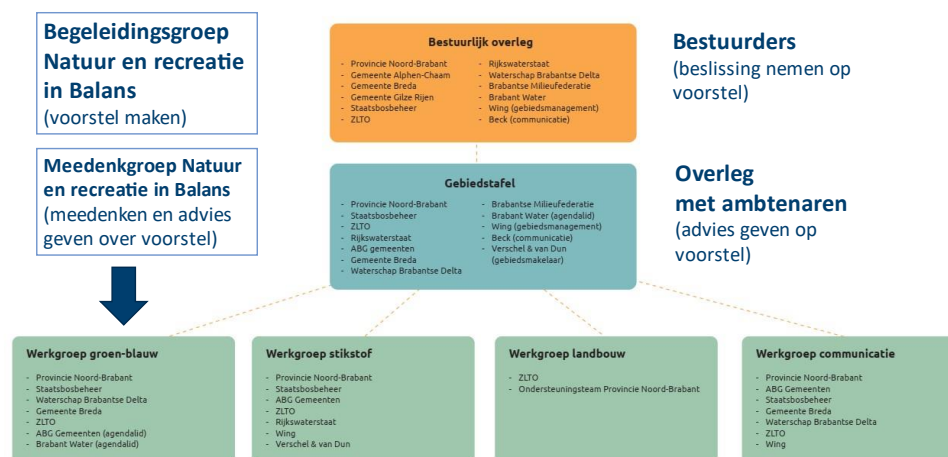 Begeleidingsgroep
Natuur en recreatie
in Balans
(voorstel maken)
Meedenkgroep Natuur
en recreatie in Balans
(meedenken en advies
geven over voorstel)
Bestuurlijk overleg
- Provincie Noord-Brabant
- Gemeente Alphen-Chaam
- Gemeente Breda
- Gemeente Gilze Rijen
- Staatsbosbeheer
- ZLTO
- Rijkswaterstaat
- Waterschap Brabantse Delta
- Brabantse Milieufederatie
- Brabant Water
- Wing (gebiedsmanagement)
- Beck (communicatie)
Bestuurders
(beslissing nemen op
voorstel)
Gebiedstafel
- Provincie Noord-Brabant
- Staatsbosbeheer
- ZLTO
- Rijkswaterstaat
- ABG gemeenten
- Gemeente Breda
- Waterschap Brabantse Delta
- Brabantse Milieufederatie
- Brabant Water (agendalid)
- Wing (gebiedsmanagement)
- Beck (communicatie)
- Verschel & van Dun
(gebiedsmakelaar)
Overleg
met ambtenaren
(advies geven op
voorstel)
Werkgroep groen-blauw
- Provincie Noord-Brabant
- Staatsbosbeheer
- Waterschap Brabantse Delta
- Gemeente Breda
- ZLTO
- ABG Gemeenten (agendalid)
- Brabant Water (agendalid)
Werkgroep stikstof
- Provincie Noord-Brabant
- Staatsbosbeheer
- ABG Gemeenten
- ZLTO
- Rijkswaterstaat
- Wing
- Verschel & van Dun
Werkgroep landbouw
- ZLTO
- Ondersteuningsteam Provincie Noord-Brabant
Werkgroep communicatie
- Provincie Noord-Brabant
- ABG Gemeenten
- Staatsbosbeheer
- Gemeente Breda
- Waterschap Brabantse Delta
- ZLTO
- Wing